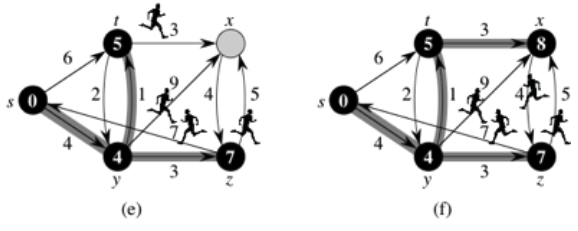 t x t x
5 3 5 3 8
6 6
2 1 9 4 5 2 1 9 4 5
s 0 s 0
4 7 4 7
4 3 7 4 3 7
y z y z
(e) (f)